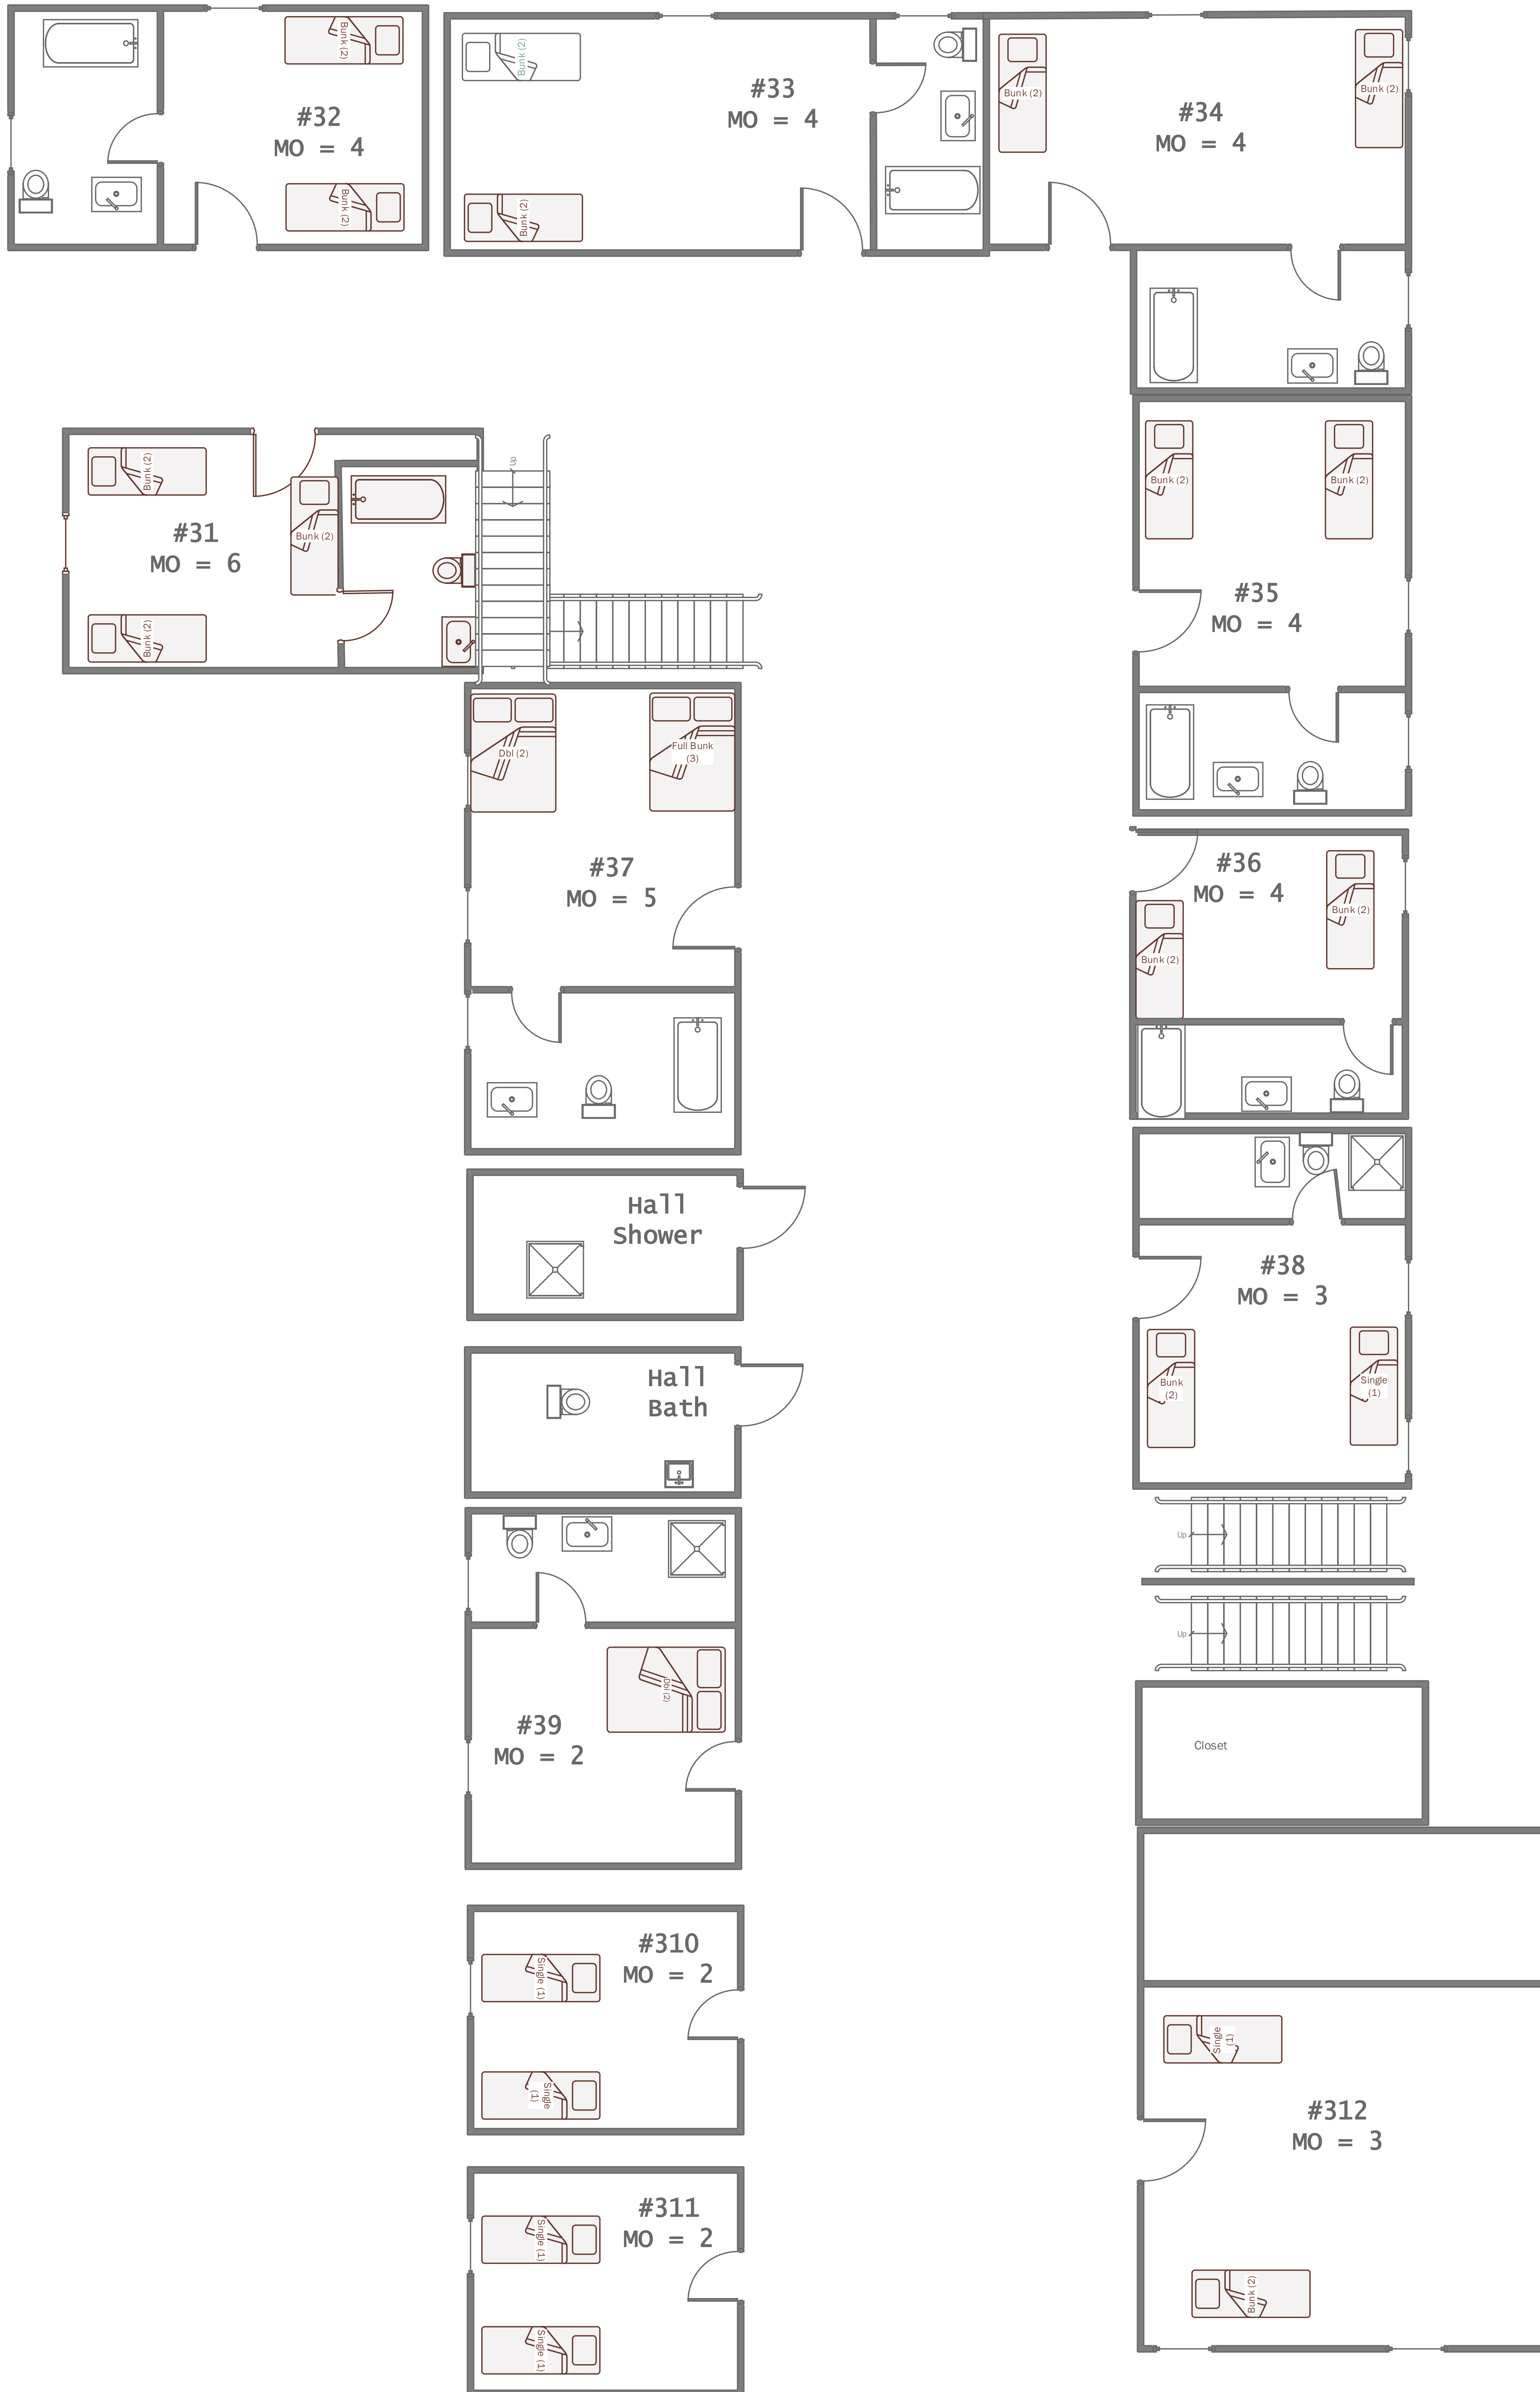 Bunk (2)
#32
MO = 4
Bunk (2)
Bunk (2)
#33
MO = 4
Bunk (2)
Bunk (2)
Bunk (2)
#34
MO = 4
Bunk (2)
#31
MO = 6
Bunk (2)
Bunk (2)
Up
Bunk (2)
Bunk (2)
#35
MO = 4
Dbl (2)
Full Bunk
(3)
#37
MO = 5
#36
MO = 4
Bunk (2)
Bunk (2)
Hall
Shower
#38
MO = 3
Bunk
(2)
Single
(1)
Hall
Bath
Up
Up
Dbl (2)
#39
MO = 2
Closet
#310
MO = 2
Single (1)
Single
(1)
Single
(1)
#312
MO = 3
Bunk (2)
#311
MO = 2
Single (1)
Single (1)